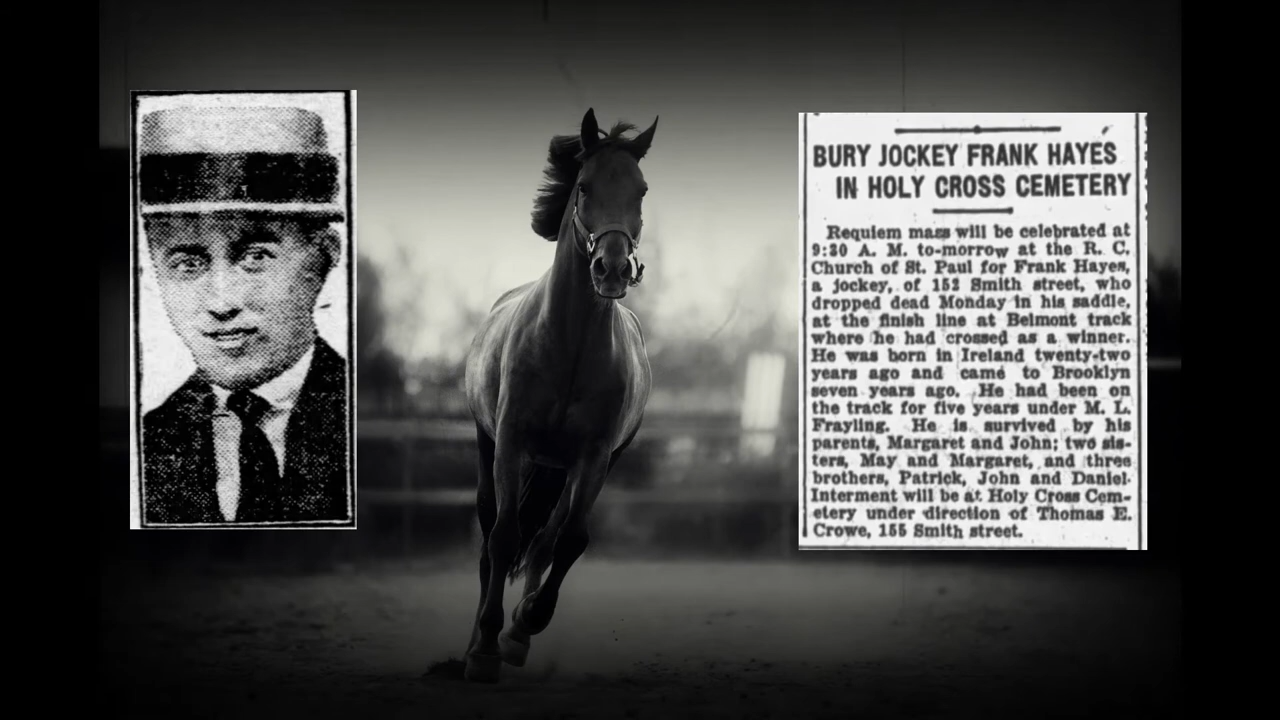 BURY JOCKEY FRANK HAYES
IN HOLY CROSS CEMETERY
Requiem mass will be celebrated at
9:30 A. M. to-morrow at the R. C.
Church of St. Paul for Frank Hayes,
a jockey, of 152 Smith street, who
dropped dead Monday in his saddle,
at the finish line at Belmont track
where he had crossed as a winner.
He was born in Ireland twenty-two
years ago and came to Brooklyn
seven years ago. He had been on
the track for five years under M. L.
Frayling. He is survived by his
parents, Margaret and John; two sis-
ters, May and Margaret, and three
brothers, Patrick, John and Daniel.
Interment will be at Holy Cross Cem-
etery under direction of Thomas E.
Crowe, 155 Smith street.